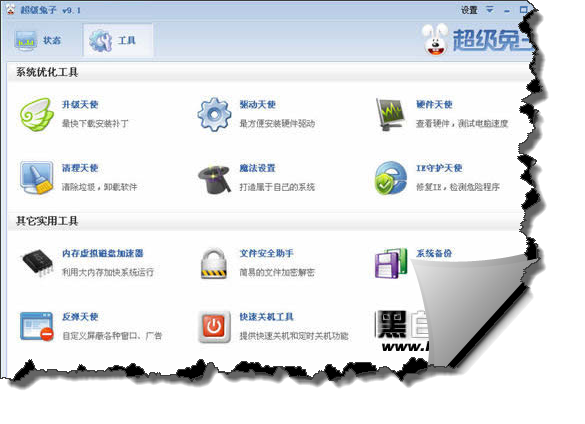 超级兔子 v9.1
设置
状态
工具
超级兔
系统优化工具
升级天使
最快下载安装补丁
驱动天使
最方便安装硬件驱动
硬件天使
查看硬件，测试电脑速度
清理天使
清除垃圾，卸载软件
魔法设置
打造属于自己的系统
IE守护天使
修复IE，检测危险程序
其它实用工具
内存虚拟磁盘加速器
利用大内存加快系统运行
文件安全助手
简易的文件加密解密
系统备份
反弹天使
自定义屏蔽各种窗口、广告
快速关机工具
提供快速关机和定时关机功能
黑白
www.